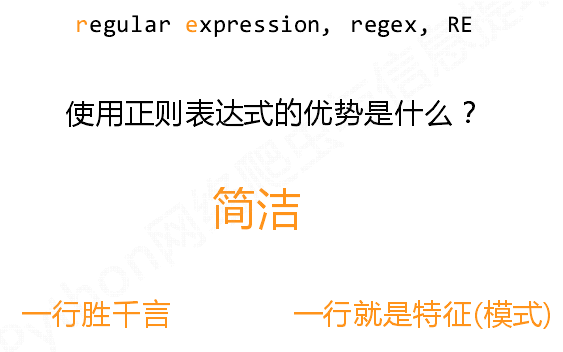 regular expression, regex, RE
使用正则表达式的优势是什么？
简洁
一行胜千言
一行就是特征(模式)